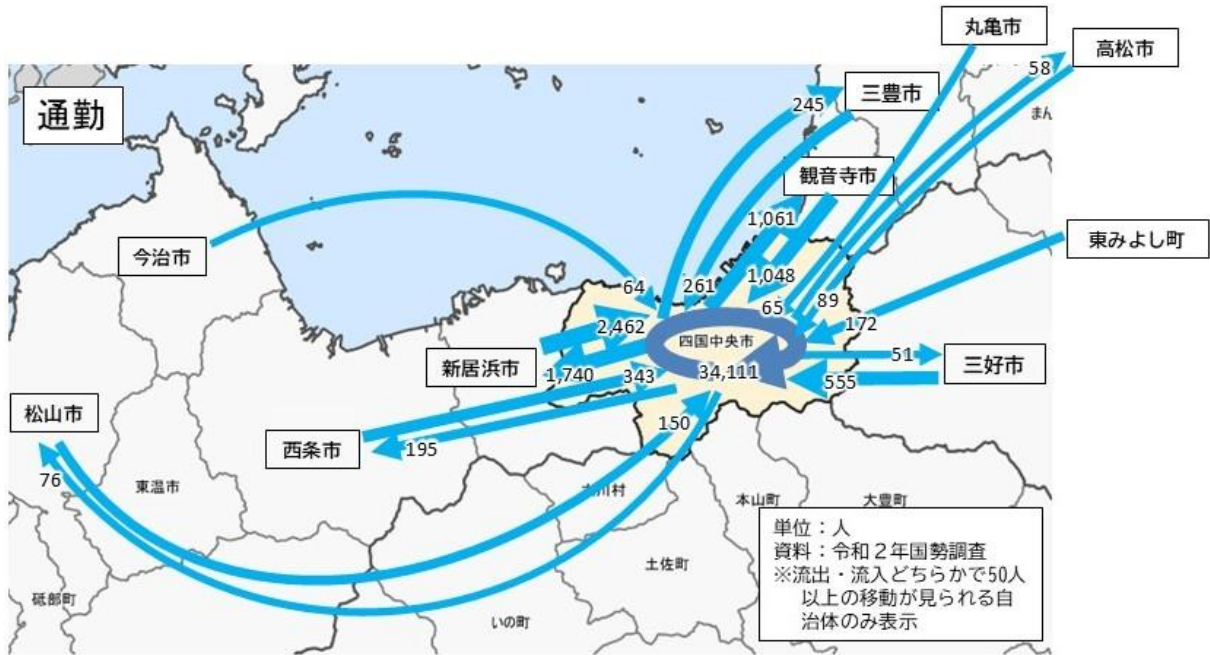 通勤
丸亀市
高松市
58
三豊市
245
まん
観音寺市
1,061
今治市
東みよし町
1,048
64
261
65
89
172
2,462
四国中央市
新居浜市
1,740
343
34,111
51
三好市
555
松山市
西条市
195
150
76
東温市
大川村
本山町
大豊町
土佐町
砥部町
いの町
単位：人
資料：令和２年国勢調査
※流出・流入どちらかで50人
以上の移動が見られる自
治体のみ表示